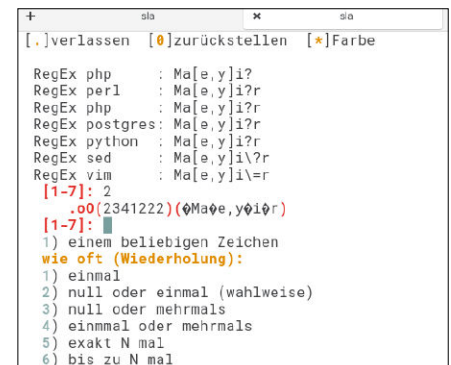 + sla × sla
[.]verlassen [0]zurückstellen [*]Farbe
RegEx php : Ma[e,y]i?
RegEx perl : Ma[e,y]i?r
RegEx php : Ma[e,y]i?r
RegEx postgres: Ma[e,y]i?r
RegEx python : Ma[e,y]i?r
RegEx sed : Ma[e,y]i\?r
RegEx vim : Ma[e,y]i\=r
[1-7]: 2
.oO(2341222)(�Ma�e,y�i�r)
[1-7]:
1) einem beliebigen Zeichen
wie oft (Wiederholung):
1) einmal
2) null oder einmal (wahlweise)
3) null oder mehrmals
4) einmmal oder mehrmals
5) exakt N mal
6) bis zu N mal